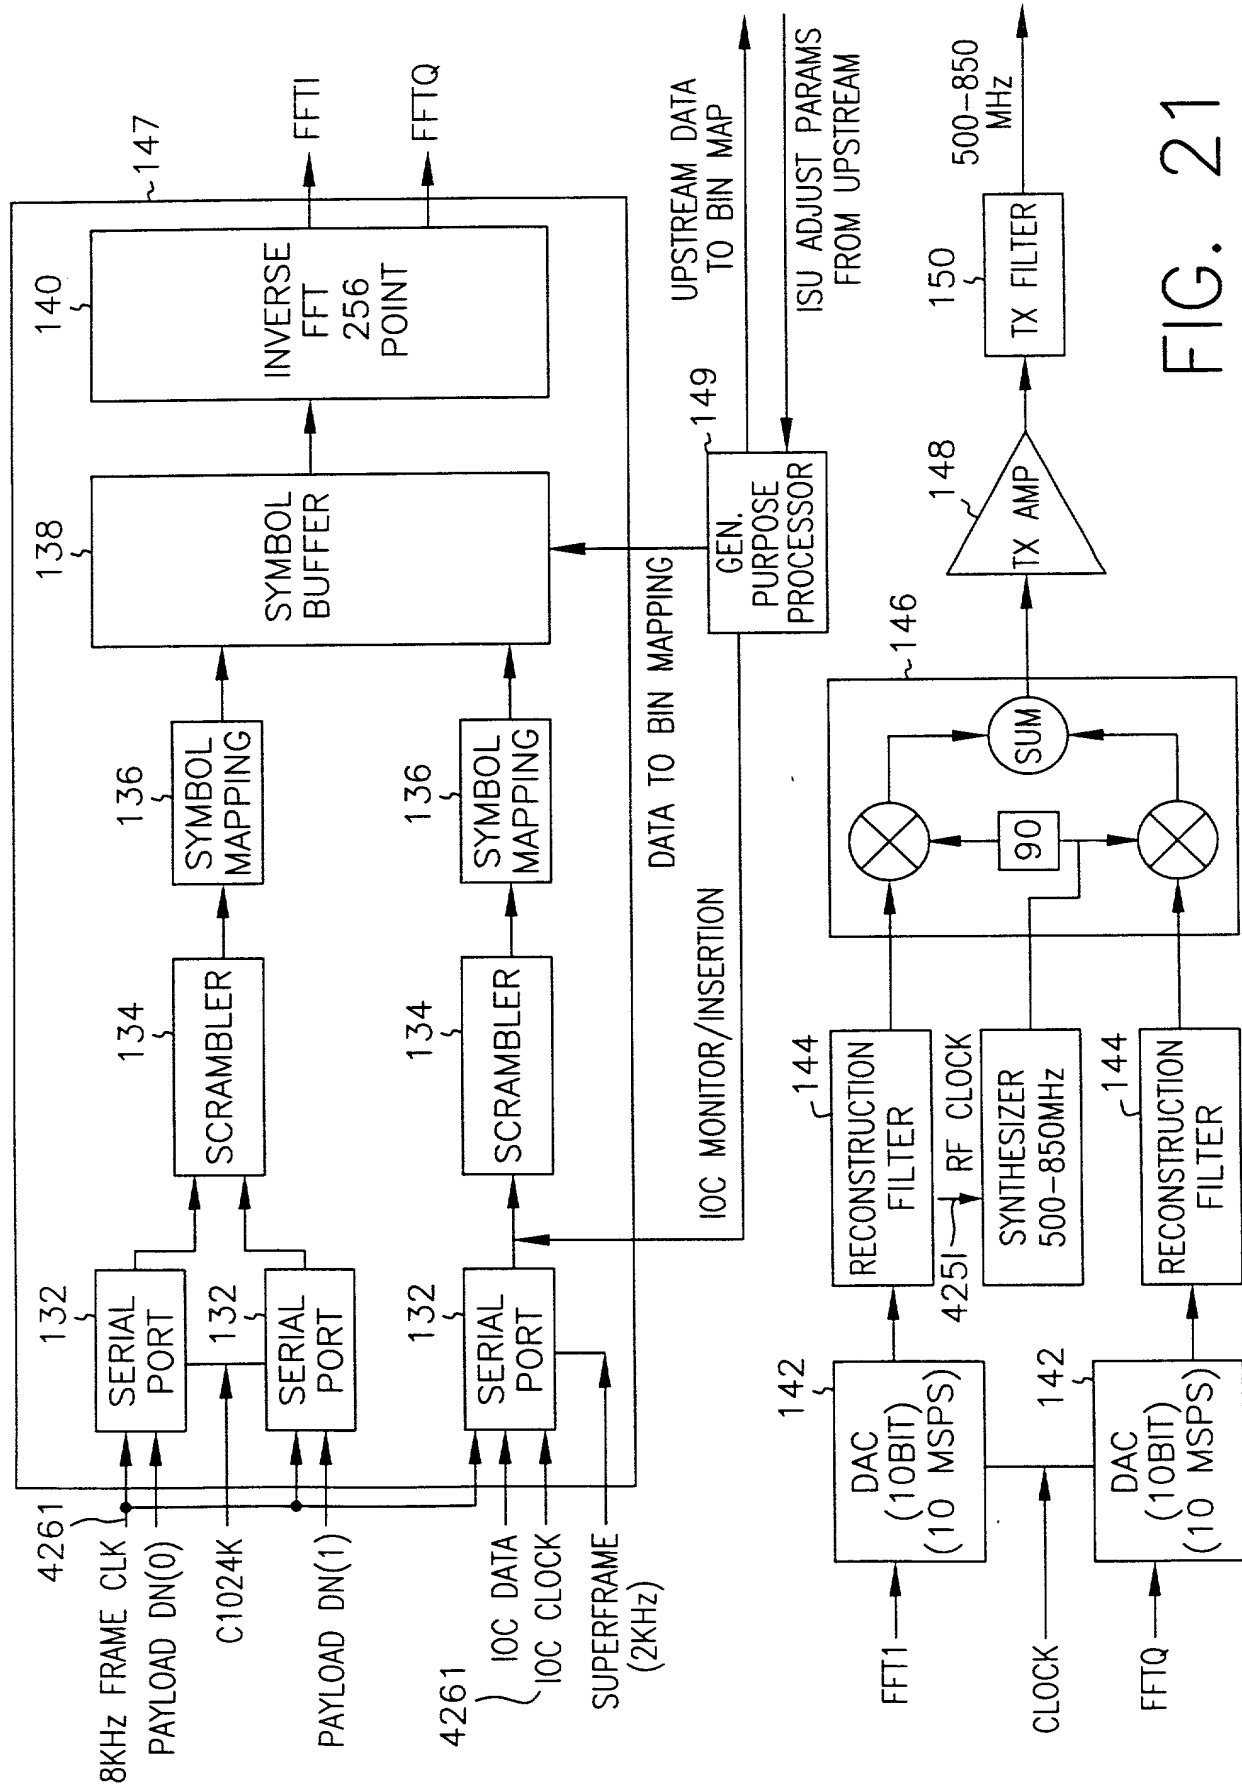 4261
8KHz FRAME CLK
PAYLOAD DN(0)
C1024K
PAYLOAD DN(1)
4261
IOC DATA
IOC CLOCK
SUPERFRAME
(2KHz)
132
SERIAL
PORT
132
SERIAL
PORT
132
SERIAL
PORT
134
SCRAMBLER
134
SCRAMBLER
136
SYMBOL
MAPPING
136
SYMBOL
MAPPING
138
SYMBOL
BUFFER
140
INVERSE
FFT
256
POINT
147
FFTI
FFTQ
IOC MONITOR/INSERTION
DATA TO BIN MAPPING
149
GEN.
PURPOSE
PROCESSOR
UPSTREAM DATA
TO BIN MAP
ISU ADJUST PARAMS
FROM UPSTREAM
FFT1
CLOCK
FFTQ
142
DAC
(10BIT)
(10 MSPS)
142
DAC
(10BIT)
(10 MSPS)
144
RECONSTRUCTION
FILTER
4251
RF CLOCK
SYNTHESIZER
500-850MHz
144
RECONSTRUCTION
FILTER
146
90
SUM
148
TX AMP
150
TX FILTER
500-850
MHz
FIG. 21